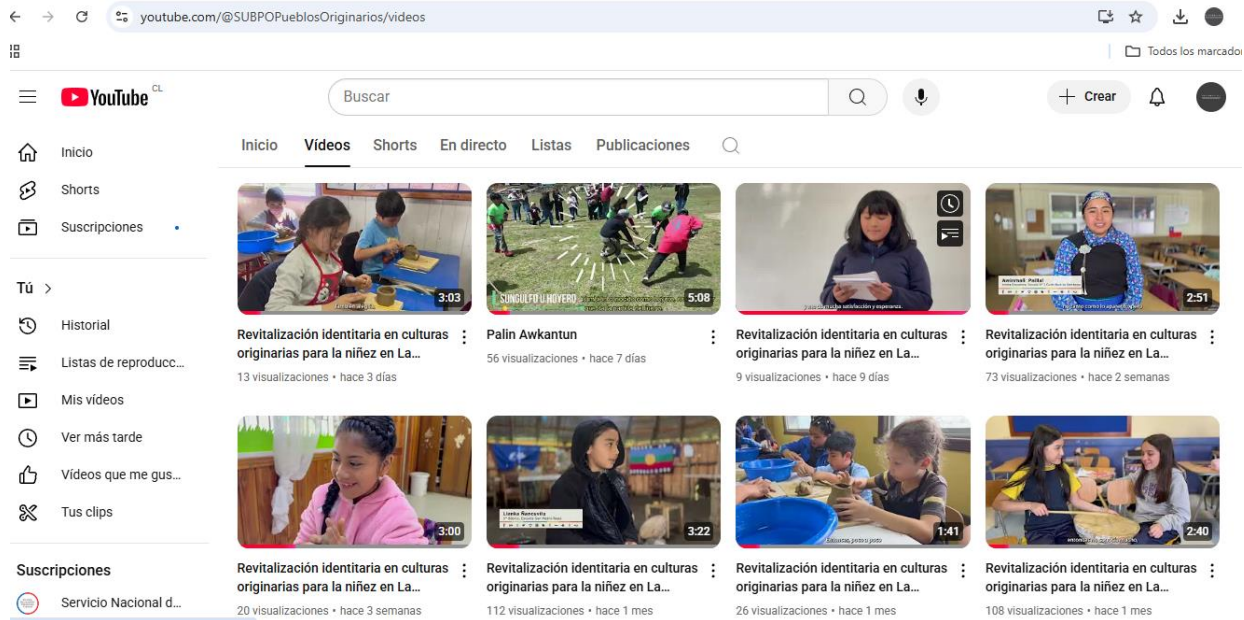 youtube.com/@SUBPOPueblosOriginarios/videos
Todos los marcador
YouTube CL
Buscar
Crear
Inicio
Shorts
Suscripciones
Tú
Historial
Listas de reproducc...
Mis vídeos
Ver más tarde
Vídeos que me gus...
Tus clips
Suscripciones
Servicio Nacional d...
Inicio Vídeos Shorts En directo Listas Publicaciones
3:03
Revitalización identitaria en culturas
originarias para la niñez en La...
13 visualizaciones • hace 3 días
SUNGULFO U HOYERO
5:08
Palin Awkantun
56 visualizaciones • hace 7 días
Revitalización identitaria en culturas
originarias para la niñez en La...
9 visualizaciones • hace 9 días
2:51
Revitalización identitaria en culturas
originarias para la niñez en La...
73 visualizaciones • hace 2 semanas
3:00
Revitalización identitaria en culturas
originarias para la niñez en La...
20 visualizaciones • hace 3 semanas
3:22
Revitalización identitaria en culturas
originarias para la niñez en La...
112 visualizaciones • hace 1 mes
Entonces, poco a poco
1:41
Revitalización identitaria en culturas
originarias para la niñez en La...
26 visualizaciones • hace 1 mes
2:40
Revitalización identitaria en culturas
originarias para la niñez en La...
108 visualizaciones • hace 1 mes